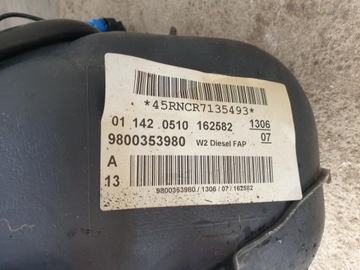 *45RNCR7135493*
01 142 0510 162582 1306
9800353980 W2 Diesel FAP 07
A
13
9800353980 / 1306 / 07 / 162582